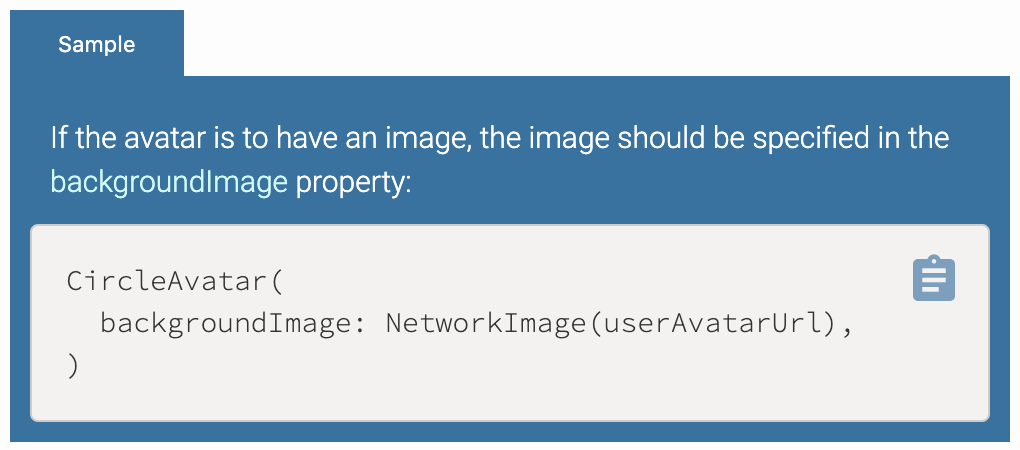 Sample
If the avatar is to have an image, the image should be specified in the
backgroundImage property:
CircleAvatar(
  backgroundImage: NetworkImage(userAvatarUrl),
)